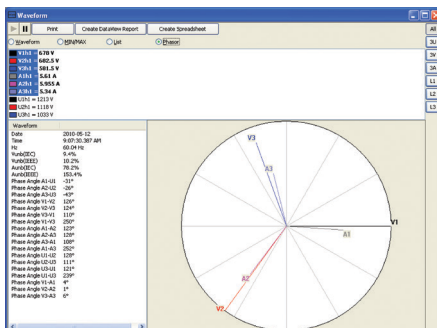 Waveform
Print Create DataView Report Create Spreadsheet
Waveform MIN/MAX List Phasor
All
3U
3V
3A
L1
L2
L3
V1h1 = 678 V
V2h1 = 682.5 V
V3h1 = 581.5 V
A1h1 = 5.61 A
A2h1 = 5.955 A
A3h1 = 5.34 A
U1h1 = 1213 V
U2h1 = 1118 V
U3h1 = 1033 V
Waveform
Date 2010-05-12
Time 9:07:30.387 AM
Hz 60.04 Hz
Vunb(IEC) 9.4%
Vunb(IEEE) 10.2%
Aunb(IEC) 78.2%
Aunb(IEEE) 153.4%
Phase Angle A1-U1 -31°
Phase Angle A2-U2 -26°
Phase Angle A3-U3 -43°
Phase Angle V1-V2 126°
Phase Angle V2-V3 124°
Phase Angle V3-V1 110°
Phase Angle V1-V3 250°
Phase Angle A1-A2 123°
Phase Angle A2-A3 128°
Phase Angle A3-A1 108°
Phase Angle A1-A3 252°
Phase Angle U1-U2 128°
Phase Angle U2-U3 111°
Phase Angle U3-U1 121°
Phase Angle U1-U3 239°
Phase Angle V1-A1 4°
Phase Angle V2-A2 1°
Phase Angle V3-A3 6°
V3
A3
V1
A1
A2
V2